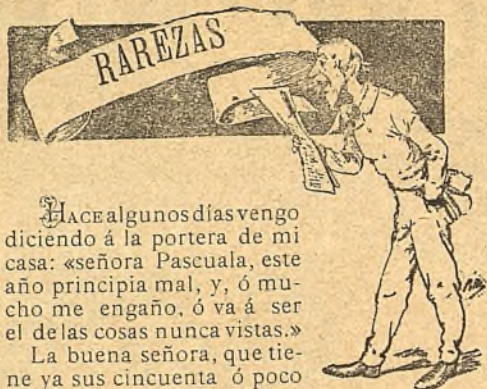 RAREZAS
HACE algunos días vengo
diciendo á la portera de mi
casa: «señora Pascuala, este
año principia mal, y, ó mu-
cho me engaño, ó va á ser
el de las cosas nunca vistas.»
La buena señora, que tie-
ne ya sus cincuenta ó poco